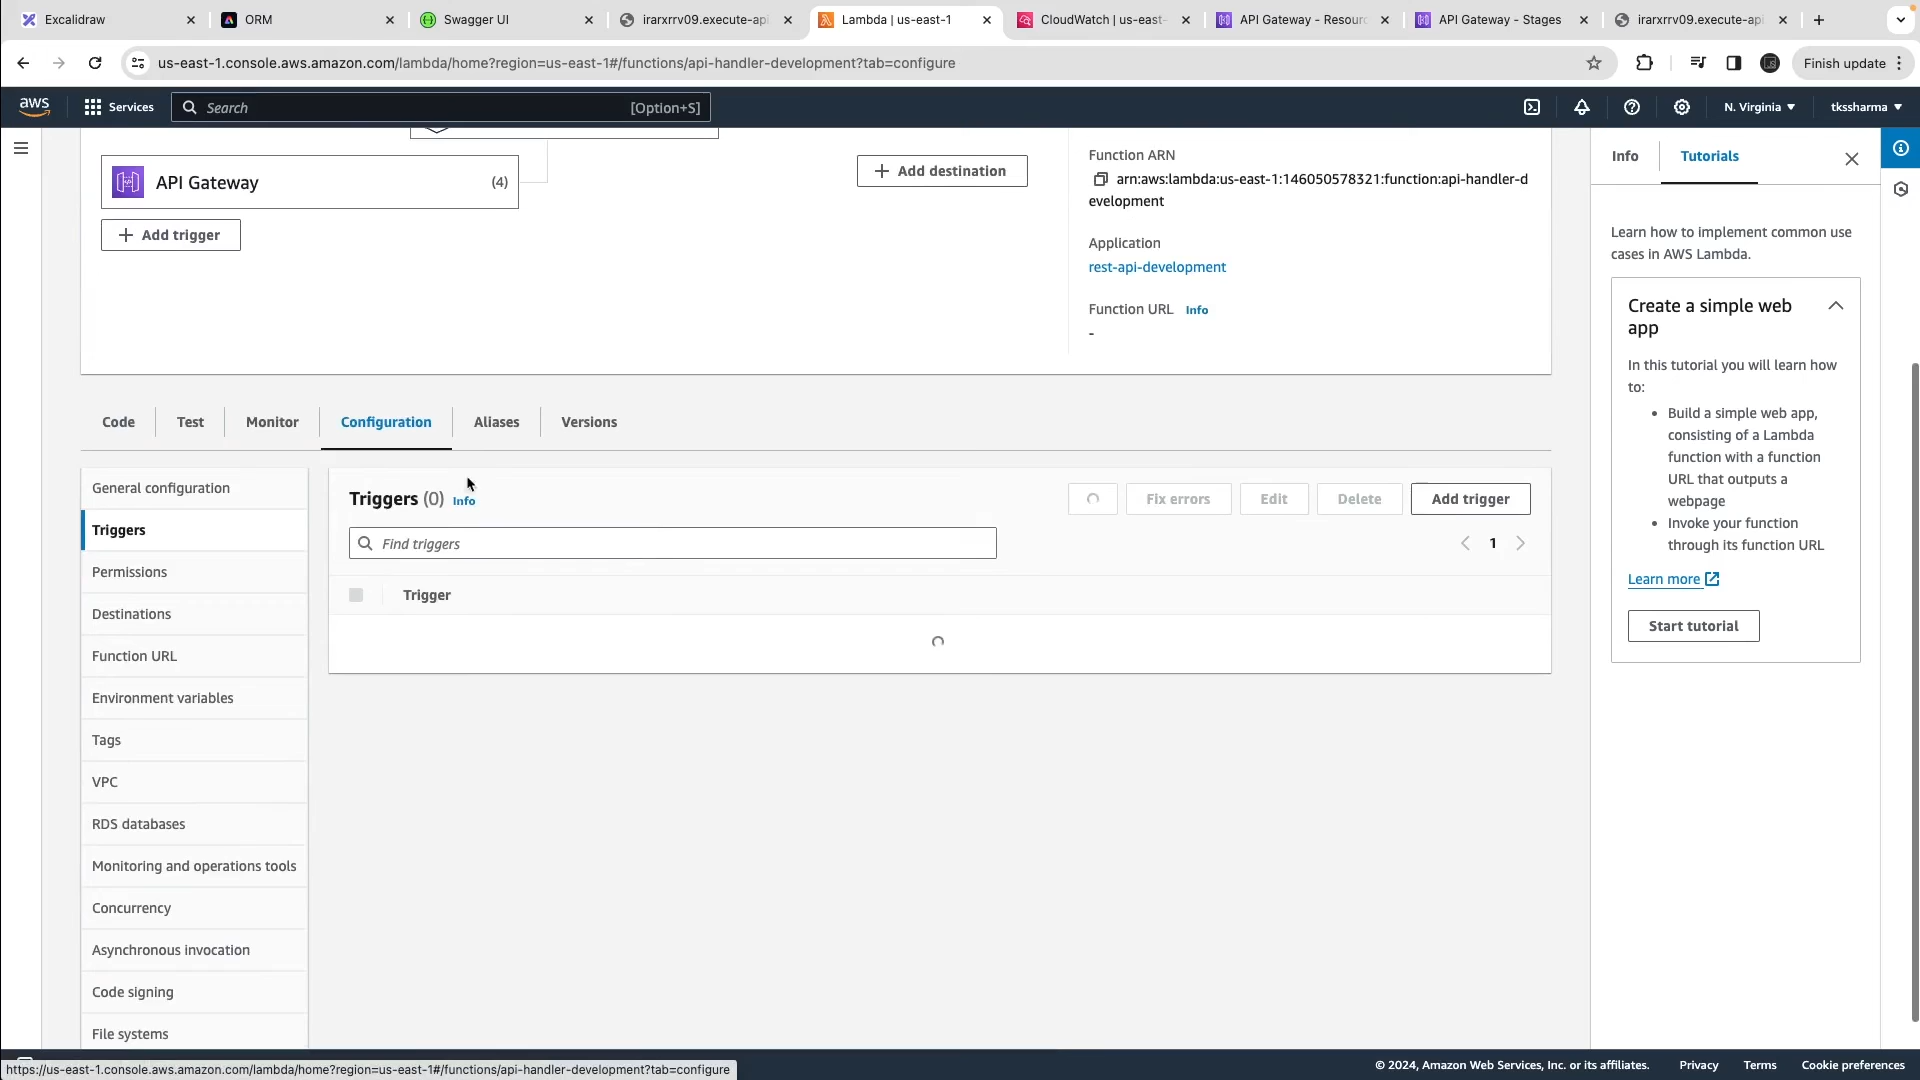 Excalidraw
ORM
Swagger UI
irarxrrv09.execute-api
Lambda | us-east-1
CloudWatch | us-east-
API Gateway - Resourc
API Gateway - Stages
irarxrrv09.execute-api
us-east-1.console.aws.amazon.com/lambda/home?region=us-east-1#/functions/api-handler-development?tab=configure
Finish update
aws
Services
Search
[Option+S]
N. Virginia
tkssharma
API Gateway
(4)
Add trigger
Add destination
Function ARN
arn:aws:lambda:us-east-1:146050578321:function:api-handler-d
evelopment
Application
rest-api-development
Function URL Info
-
Info
Tutorials
Learn how to implement common use
cases in AWS Lambda.
Create a simple web
app
In this tutorial you will learn how
to:
• Build a simple web app,
consisting of a Lambda
function with a function
URL that outputs a
webpage
• Invoke your function
through its function URL
Learn more
Start tutorial
Code
Test
Monitor
Configuration
Aliases
Versions
General configuration
Triggers
Permissions
Destinations
Function URL
Environment variables
Tags
VPC
RDS databases
Monitoring and operations tools
Concurrency
Asynchronous invocation
Code signing
File systems
Triggers (0) Info
Fix errors
Edit
Delete
Add trigger
Find triggers
1
Trigger
https://us-east-1.console.aws.amazon.com/lambda/home?region=us-east-1#/functions/api-handler-development?tab=configure
© 2024, Amazon Web Services, Inc. or its affiliates.
Privacy
Terms
Cookie preferences